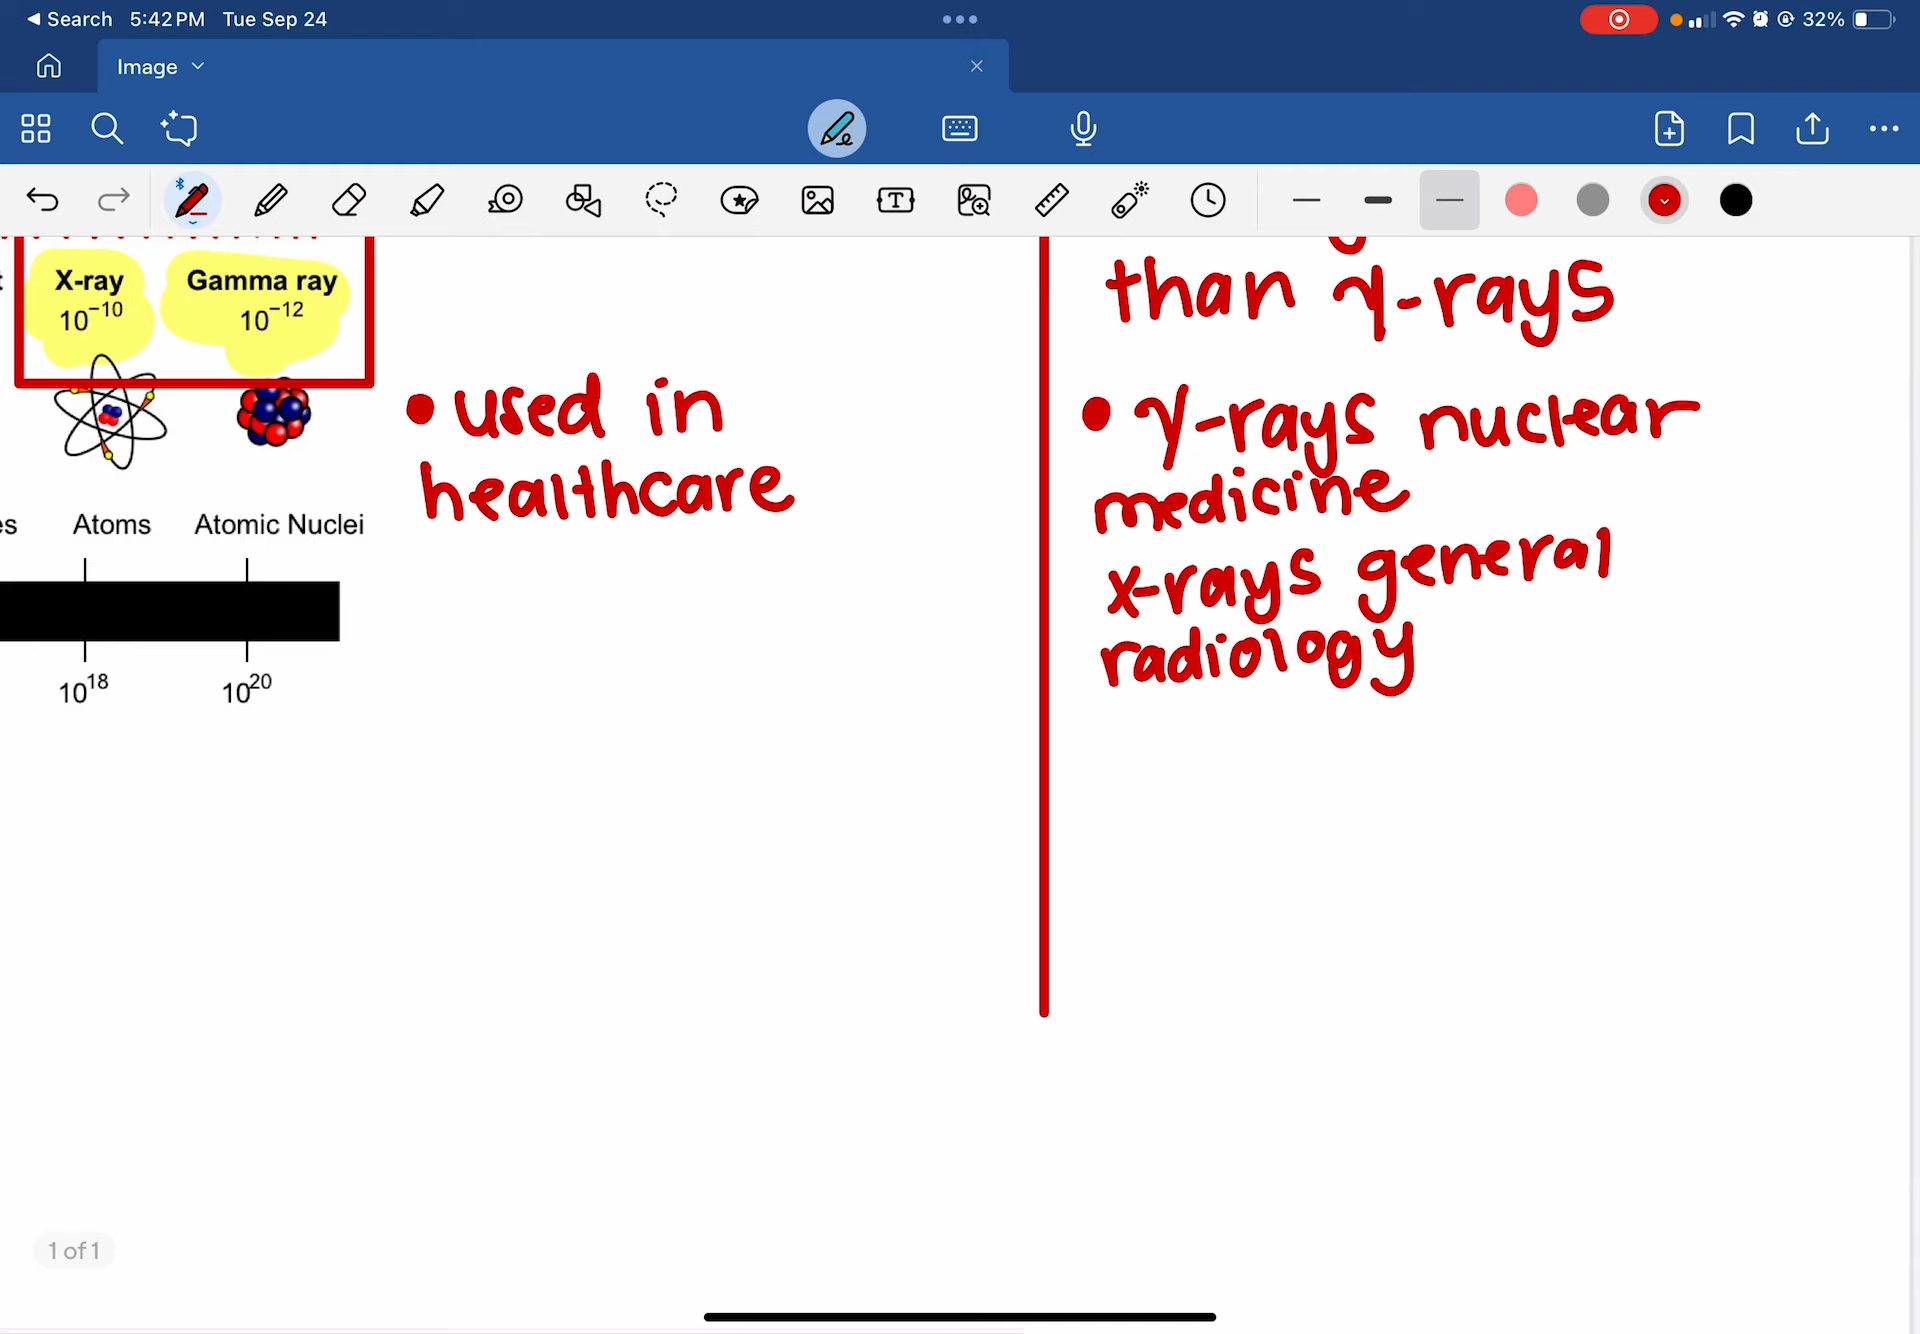 ◀ Search 5:42 PM Tue Sep 24
32%
Image
X-ray
10⁻¹⁰
Gamma ray
10⁻¹²
Atoms
Atomic Nuclei
10¹⁸
10²⁰
• used in
healthcare
than γ-rays
• γ-rays nuclear
medicine
x-rays general
radiology
1 of 1